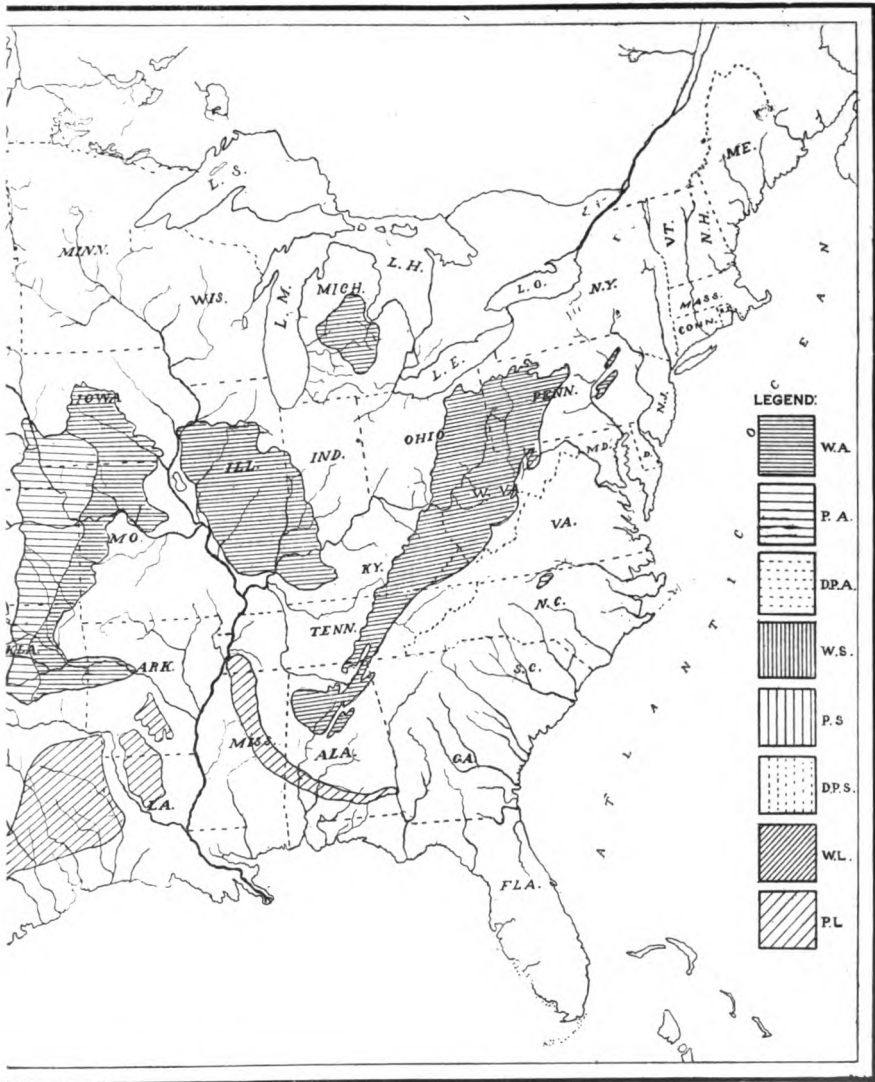 ME.
L. S.
MINN.
VT.
N.H.
L. H.
WIS.
L. M.
MICH.
L. O.
N.Y.
MASS.
CONN.
L. E.
IOWA
PENN.
N.J.
OHIO
ILL.
IND.
MD.
D.
W. VA.
MO.
VA.
KY.
N.C.
TENN.
ARK.
S.C.
MISS.
ALA.
GA.
LA.
FLA.
ATLANTIC OCEAN
LEGEND:
W.A.
P. A.
D.P.A.
W.S.
P. S
D.P.S.
W.L.
P.L